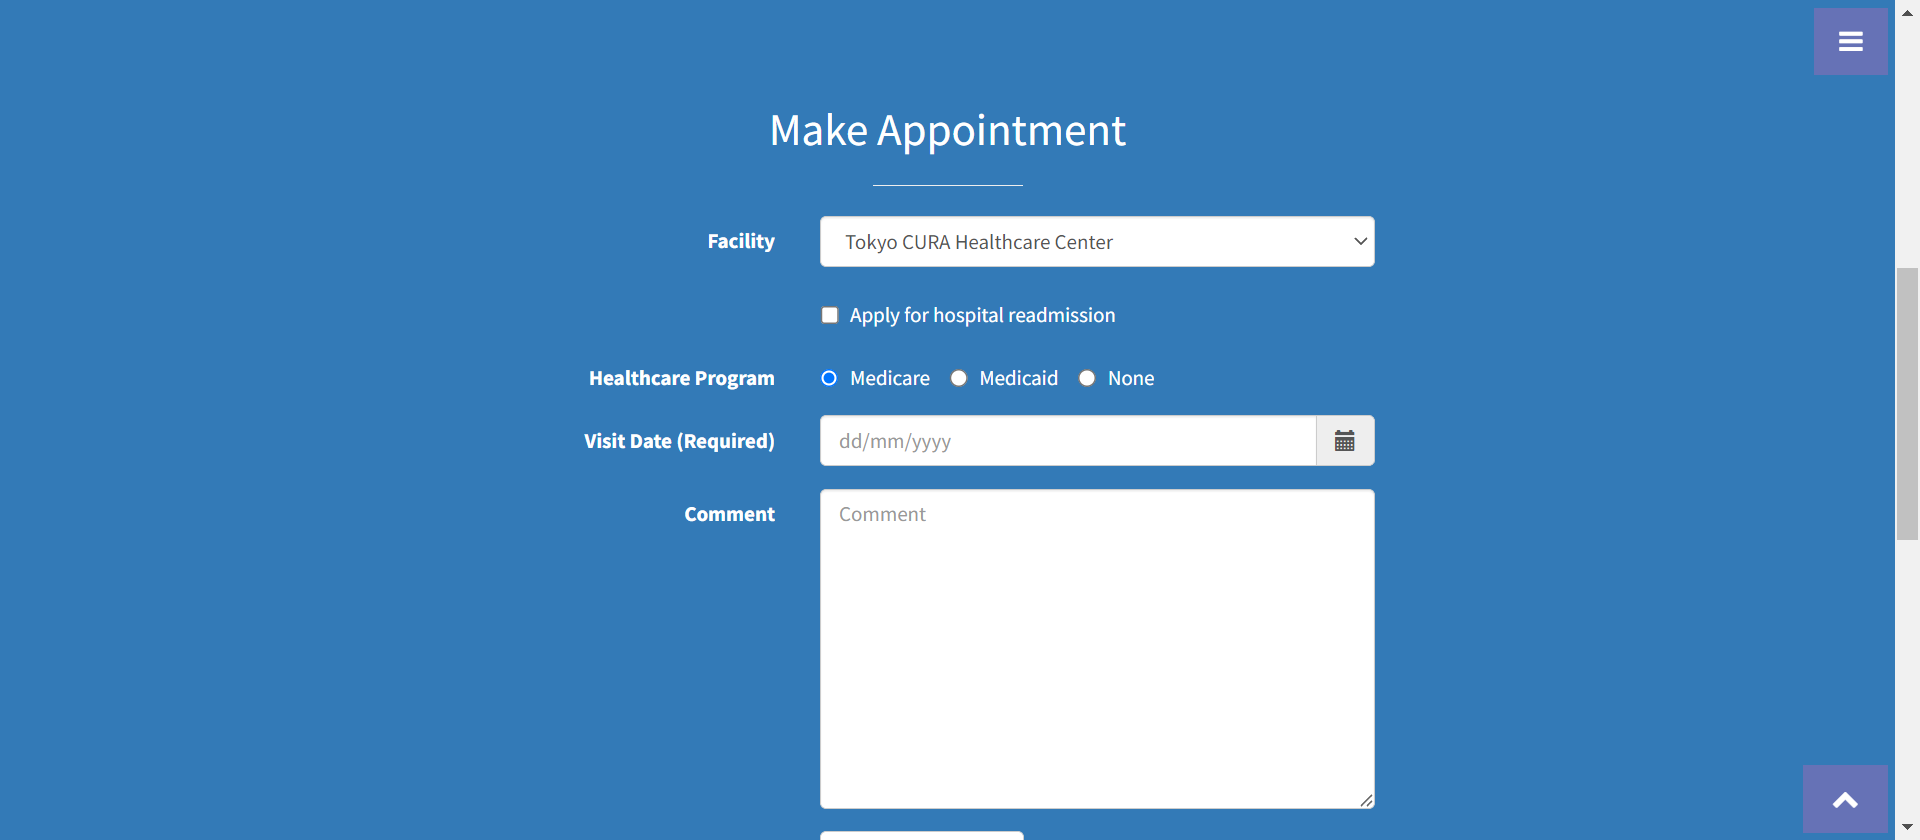 Make Appointment
Facility
Tokyo CURA Healthcare Center
Apply for hospital readmission
Healthcare Program
Medicare
Medicaid
None
Visit Date (Required)
dd/mm/yyyy
Comment
Comment